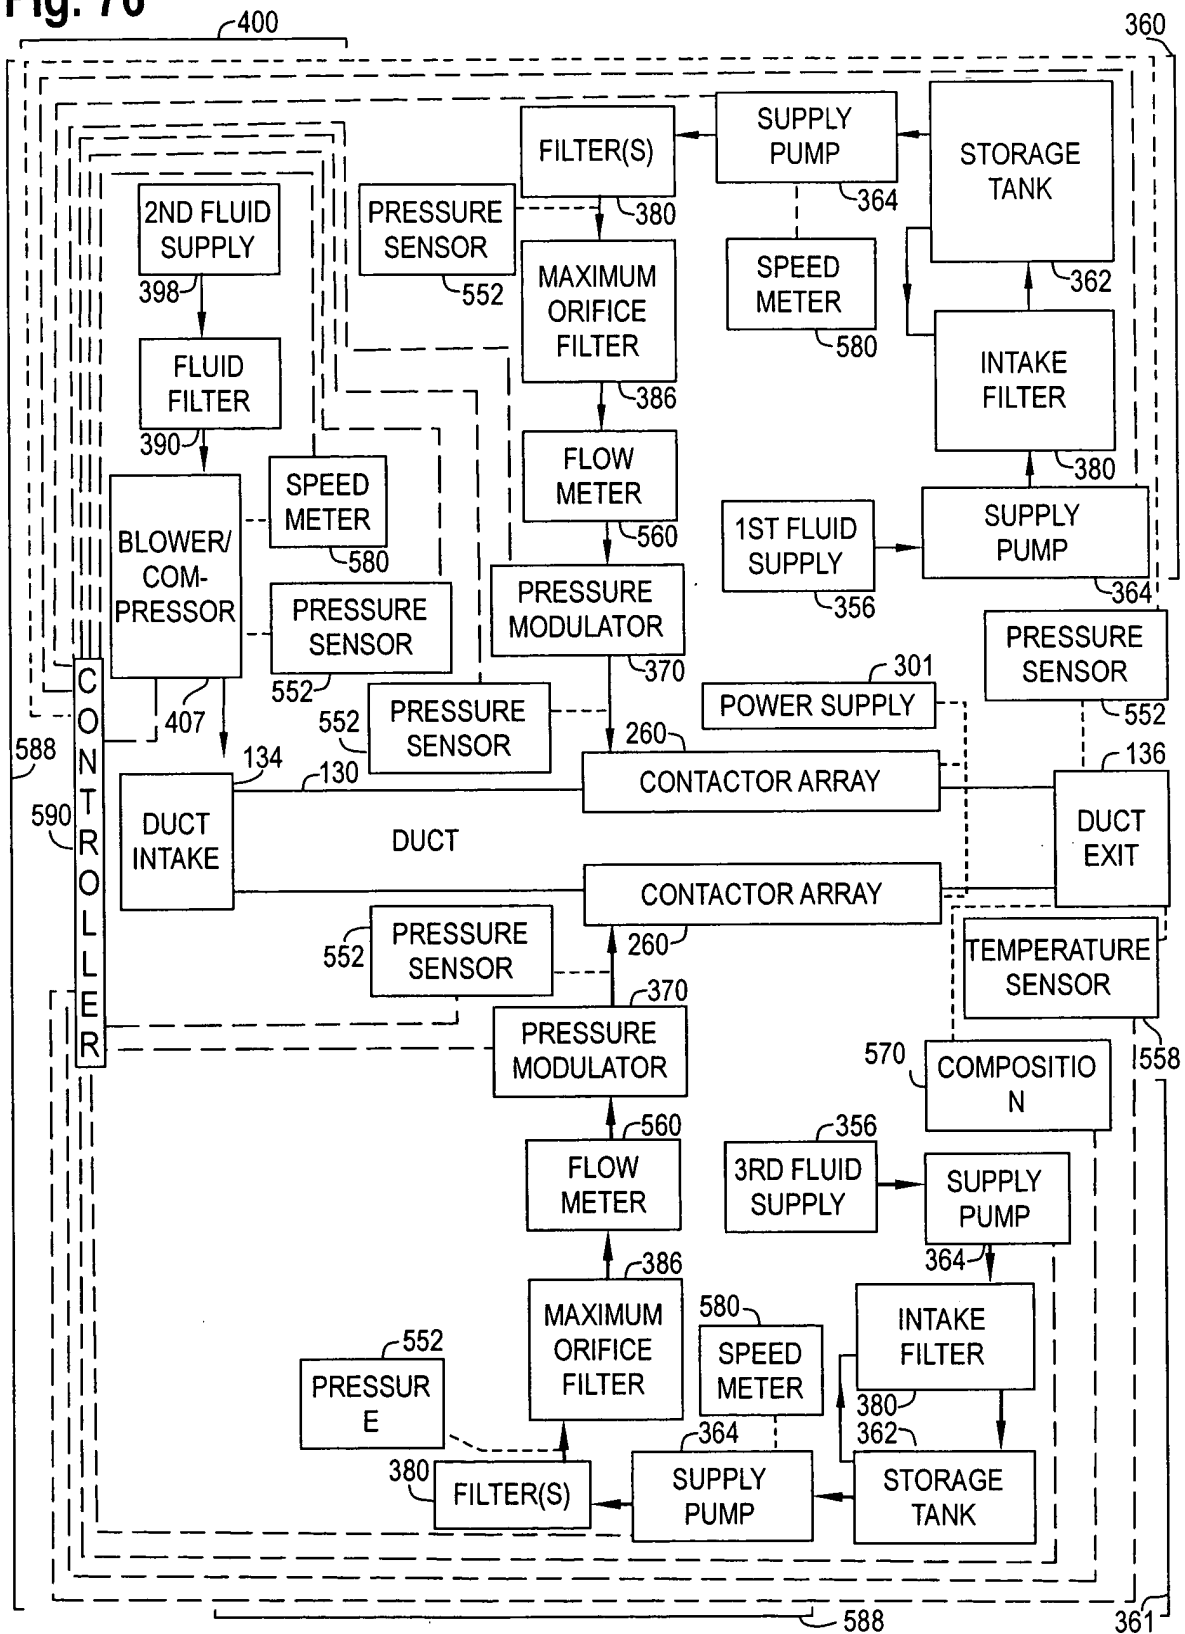 Fig. 76
400
360
SUPPLY
PUMP
364
STORAGE
TANK
362
FILTER(S)
380
2ND FLUID
SUPPLY
398
PRESSURE
SENSOR
552
MAXIMUM
ORIFICE
FILTER
386
SPEED
METER
580
INTAKE
FILTER
380
FLUID
FILTER
390
FLOW
METER
560
SPEED
METER
580
BLOWER/
COM-
PRESSOR
407
1ST FLUID
SUPPLY
356
SUPPLY
PUMP
364
PRESSURE
SENSOR
552
PRESSURE
MODULATOR
370
PRESSURE
SENSOR
552
CONTROLLER
590
588
552
PRESSURE
SENSOR
301
POWER SUPPLY
134
DUCT
INTAKE
130
DUCT
260
CONTACTOR ARRAY
136
DUCT
EXIT
CONTACTOR ARRAY
260
552
PRESSURE
SENSOR
TEMPERATURE
SENSOR
558
370
PRESSURE
MODULATOR
570
COMPOSITIO
N
560
FLOW
METER
356
3RD FLUID
SUPPLY
SUPPLY
PUMP
364
386
MAXIMUM
ORIFICE
FILTER
580
SPEED
METER
INTAKE
FILTER
380
552
PRESSUR
E
362
STORAGE
TANK
364
SUPPLY
PUMP
380
FILTER(S)
588
361